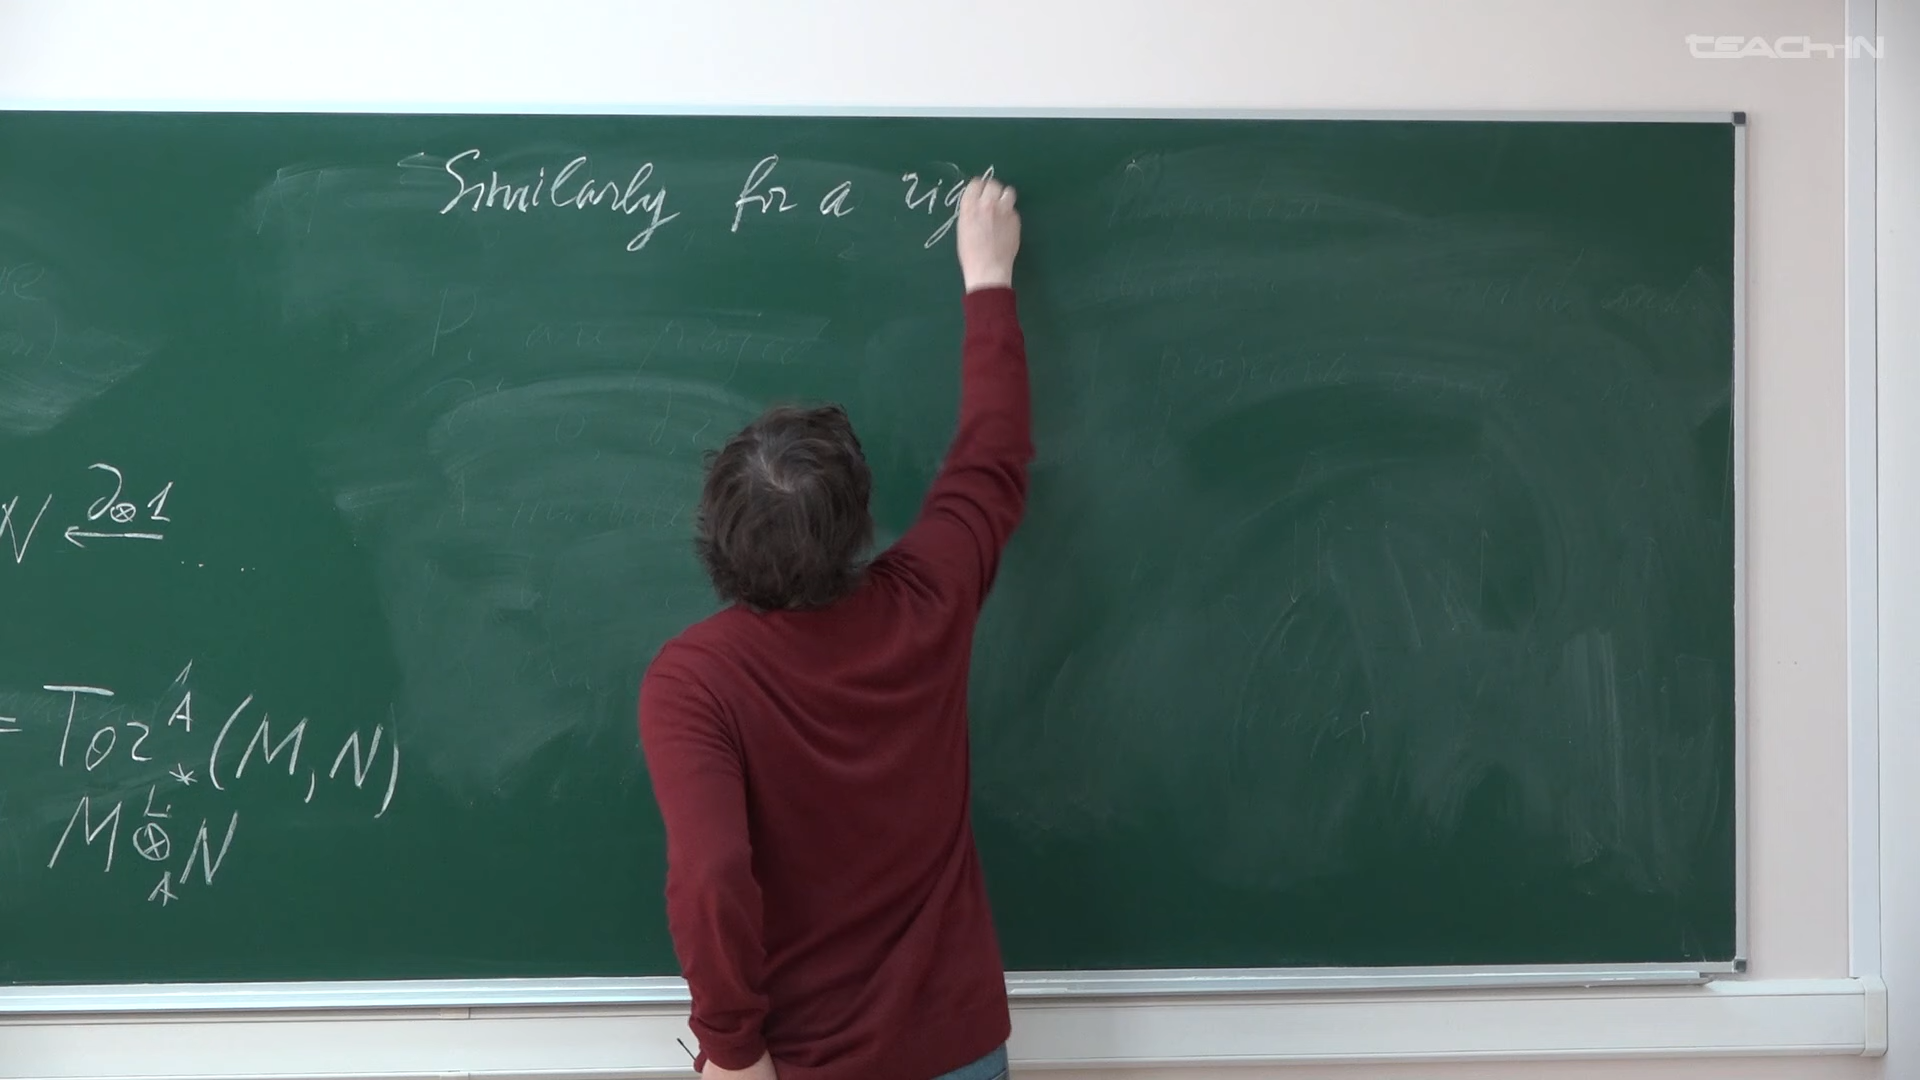 TEACH-IN
Similarly for a righ
N ←∂⊗1 ....
= Tor^A_*(M,N)
M ⊗^L_A N